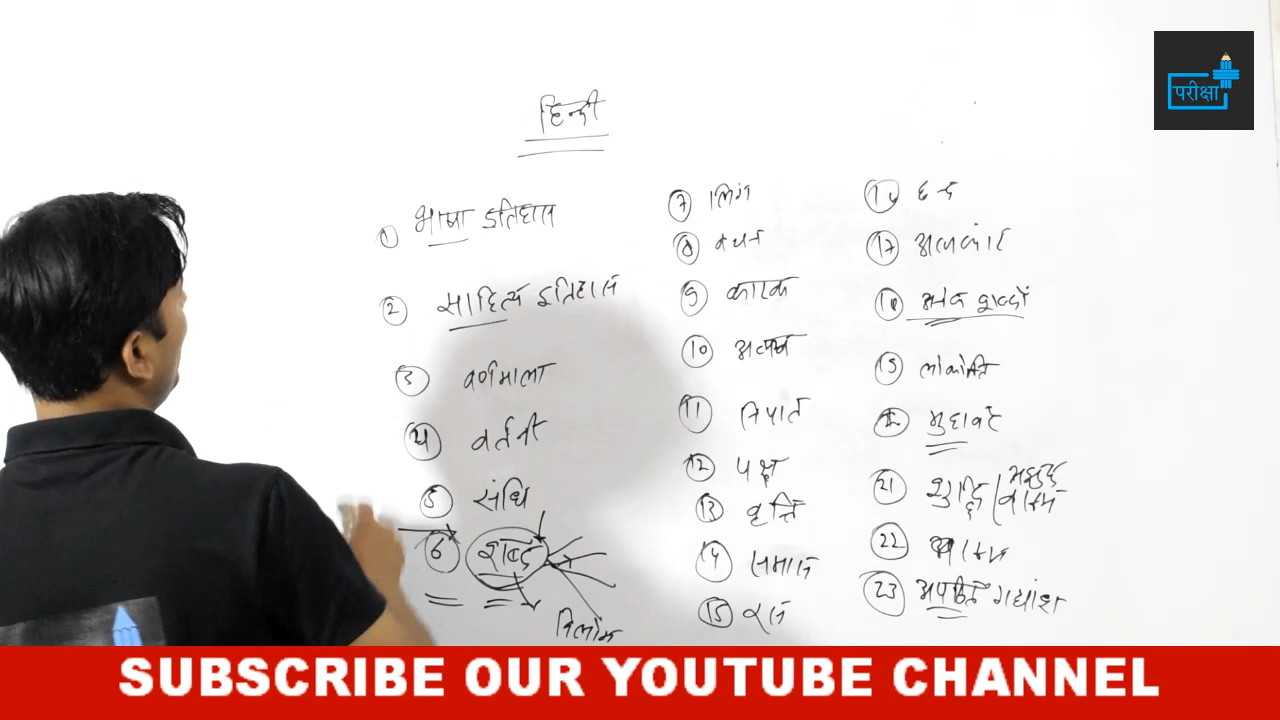 परीक्षा
हिन्दी
① भाषा इतिहास
② साहित्य इतिहास
③ वर्णमाला
④ वर्तनी
⑤ संधि
⑥ शब्द
विलोम
⑦ लिंग
⑧ वचन
⑨ कारक
⑩ अव्यय
⑪ निपात
⑫ पक्ष
⑬ वृत्ति
⑭ समास
⑮ रस
⑯ छन्द
⑰ अलंकार
⑱ अनेक शब्दों
⑲ लोकोक्ति
⑳ मुहावरे
㉑ शुद्धि / अशुद्ध
वाक्य
㉒
㉓ अपठित गद्यांश
SUBSCRIBE OUR YOUTUBE CHANNEL